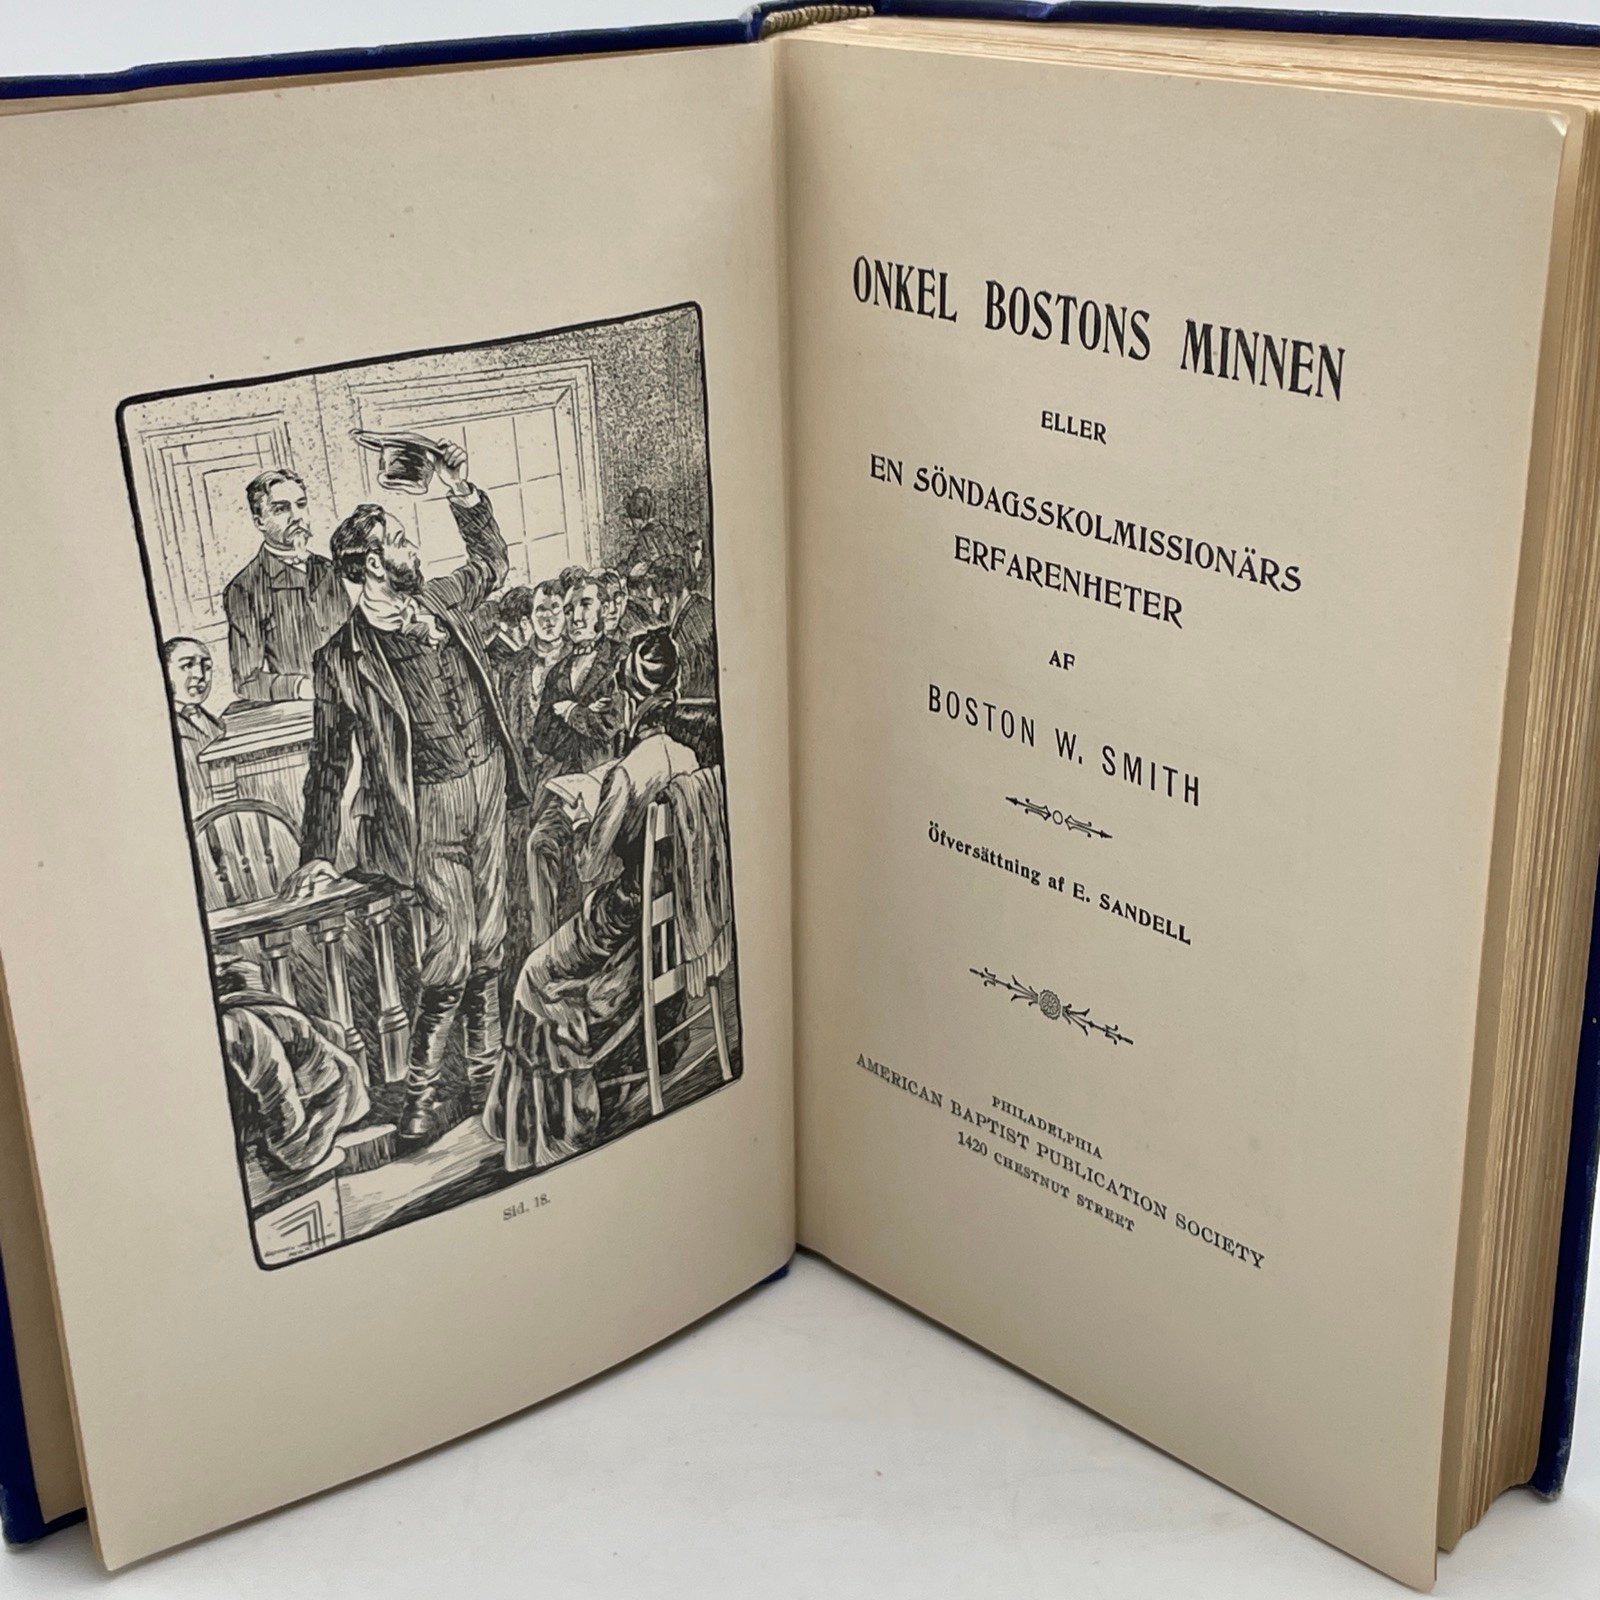 Sid. 18.
ONKEL BOSTONS MINNEN
ELLER
EN SÖNDAGSSKOLMISSIONÄRS
ERFARENHETER
AF
BOSTON W. SMITH
Öfversättning af E. SANDELL
PHILADELPHIA
AMERICAN BAPTIST PUBLICATION SOCIETY
1420 CHESTNUT STREET